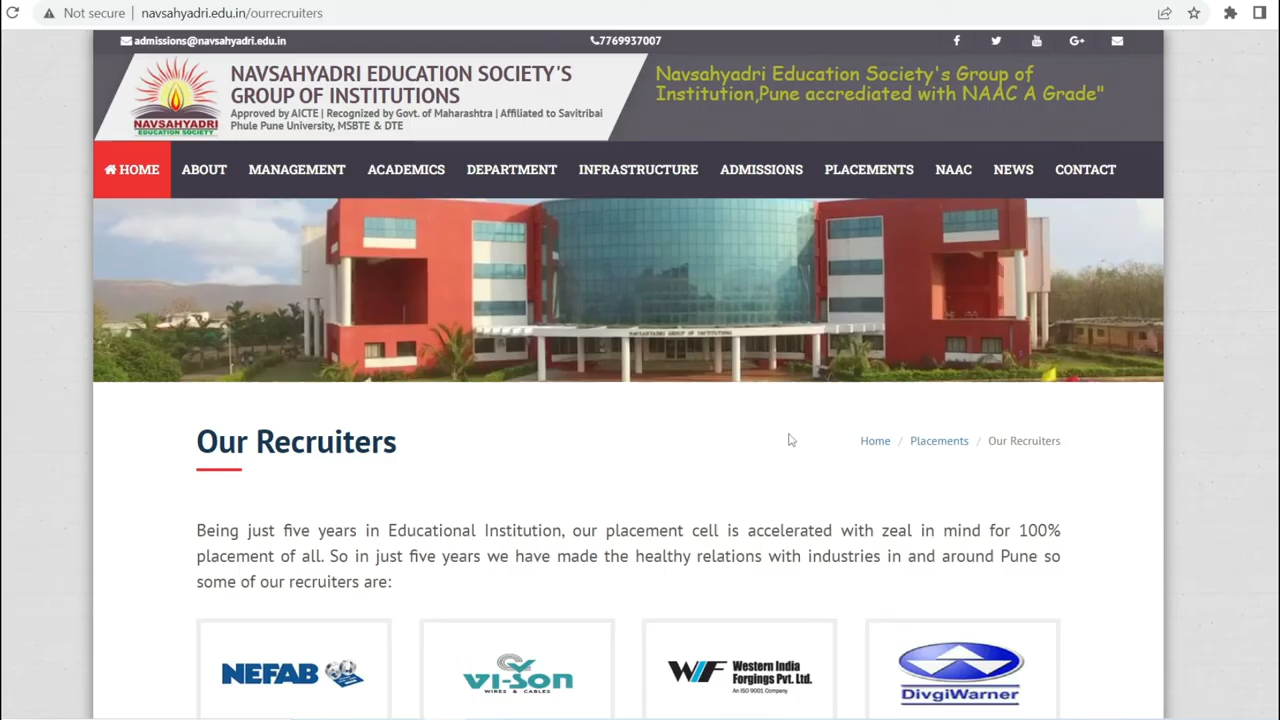 Not secure
navsahyadri.edu.in/ourrecruiters
admissions@navsahyadri.edu.in
7769937007
NAVSAHYADRI
EDUCATION SOCIETY
NAVSAHYADRI EDUCATION SOCIETY'S
GROUP OF INSTITUTIONS
Approved by AICTE | Recognized by Govt. of Maharashtra | Affiliated to Savitribai
Phule Pune University, MSBTE & DTE
Navsahyadri Education Society's Group of
Institution,Pune accrediated with NAAC A Grade"
HOME ABOUT MANAGEMENT ACADEMICS DEPARTMENT INFRASTRUCTURE ADMISSIONS PLACEMENTS NAAC NEWS CONTACT
NAVSAHYADRI GROUP OF INSTITUTIONS
Our Recruiters
Home / Placements / Our Recruiters
Being just five years in Educational Institution, our placement cell is accelerated with zeal in mind for 100%
placement of all. So in just five years we have made the healthy relations with industries in and around Pune so
some of our recruiters are:
NEFAB
Vi-SON
WIRES & CABLES
WIF
Western India
Forgings Pvt. Ltd.
An ISO 9001 Company
DivgiWarner